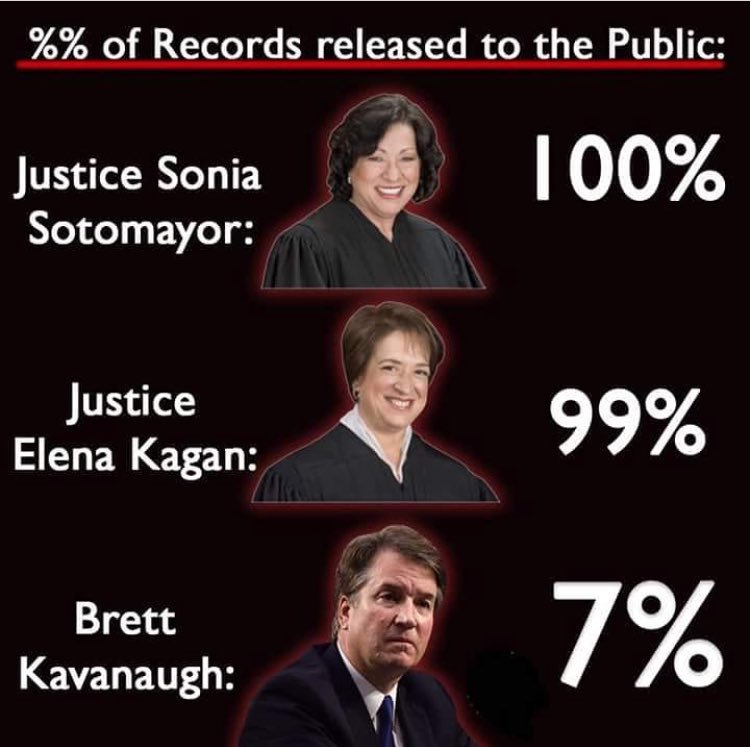 %% of Records released to the Public:
Justice Sonia
Sotomayor:
100%
Justice
Elena Kagan:
99%
Brett
Kavanaugh:
7%